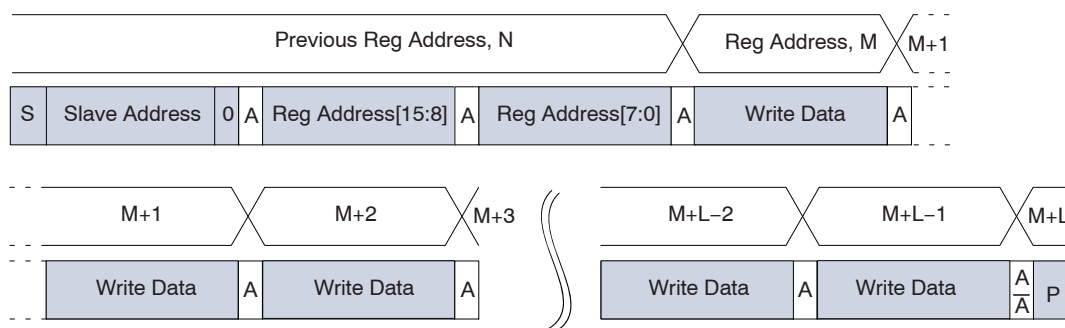 Previous Reg Address, N Reg Address, M M+1
S Slave Address 0 A Reg Address[15:8] A Reg Address[7:0] A Write Data A
M+1 M+2 M+3 M+L−2 M+L−1 M+L
Write Data A Write Data A Write Data A Write Data A P
A̅